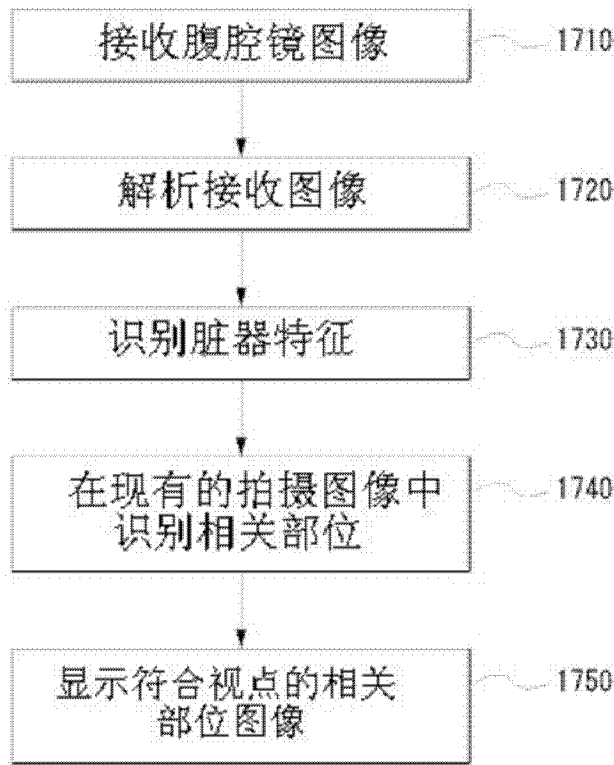 接收腹腔镜图像 1710
解析接收图像 1720
识别脏器特征 1730
在现有的拍摄图像中 1740
识别相关部位
显示符合视点的相关 1750
部位图像